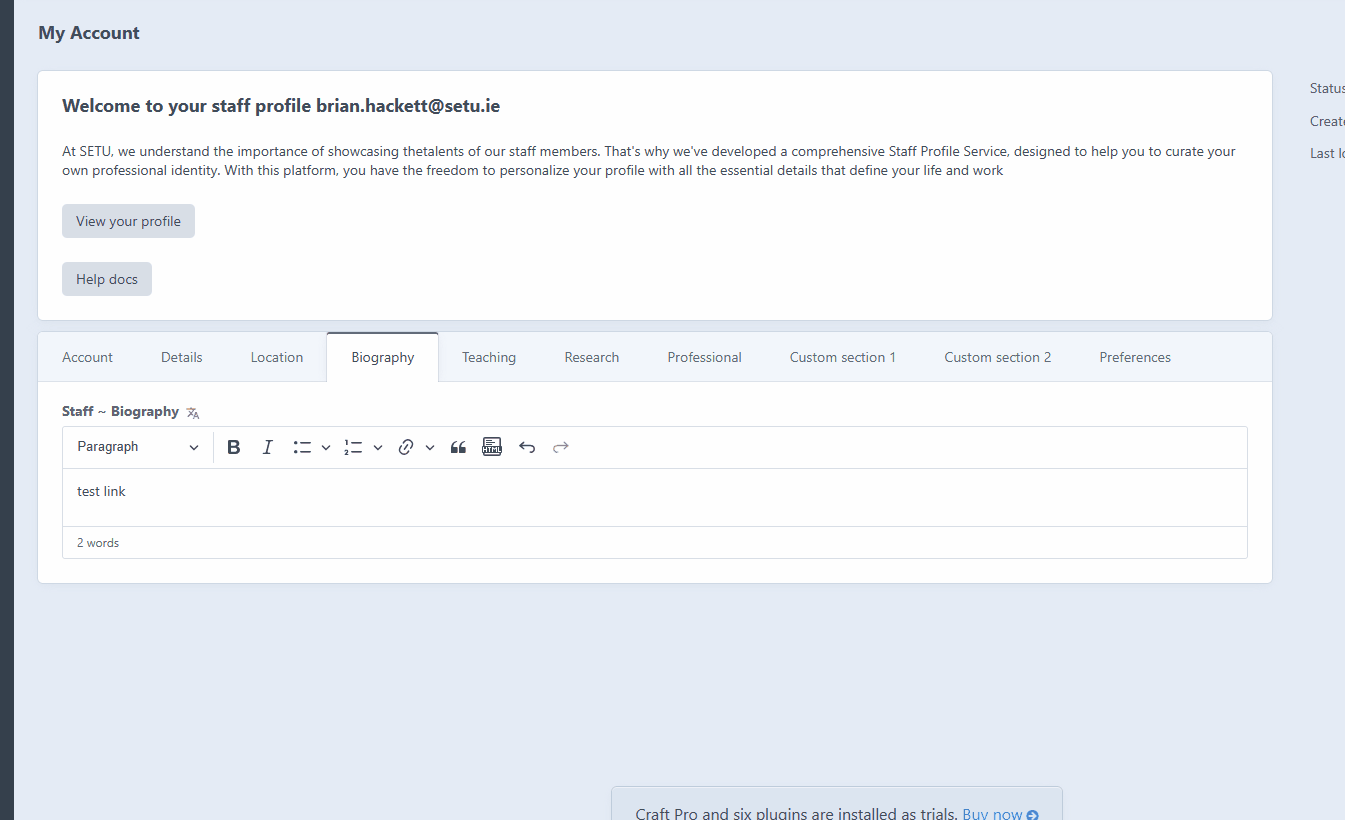 My Account
Welcome to your staff profile brian.hackett@setu.ie
At SETU, we understand the importance of showcasing thetalents of our staff members. That's why we've developed a comprehensive Staff Profile Service, designed to help you to curate your
own professional identity. With this platform, you have the freedom to personalize your profile with all the essential details that define your life and work
View your profile
Help docs
Status
Create
Last lo
Account Details Location Biography Teaching Research Professional Custom section 1 Custom section 2 Preferences
Staff ~ Biography
Paragraph B I HTML
test link
2 words
Craft Pro and six plugins are installed as trials. Buy now